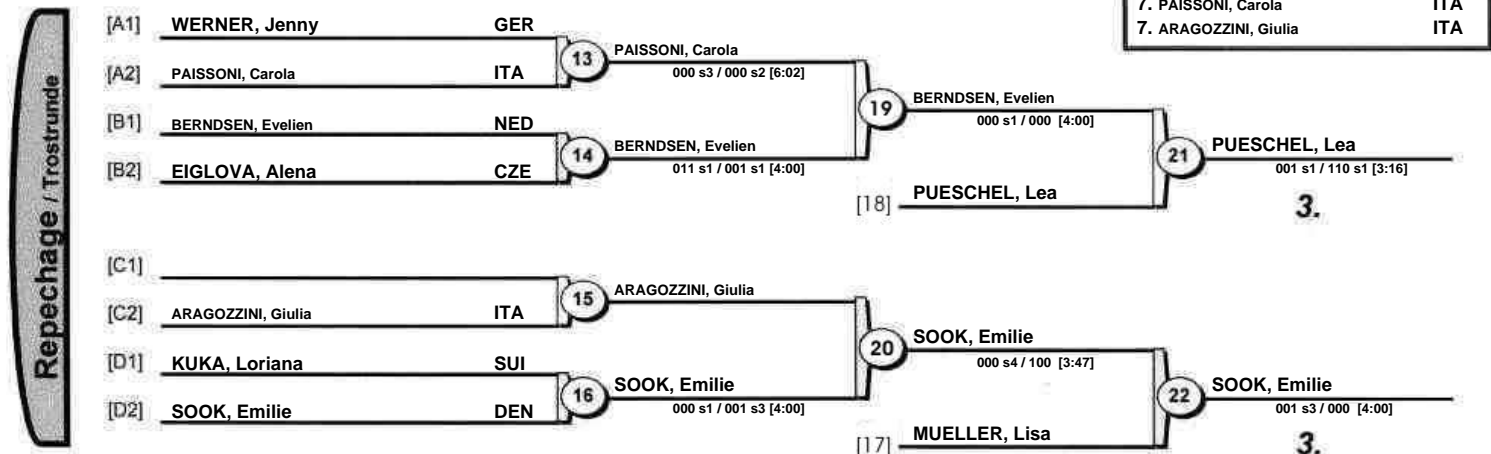 7. PAISSONI, Carola ITA
7. ARAGOZZINI, Giulia ITA
Repechage / Trostrunde
[A1] WERNER, Jenny GER
13 PAISSONI, Carola
000 s3 / 000 s2 [6:02]
[A2] PAISSONI, Carola ITA
19 BERNDSEN, Evelien
000 s1 / 000 [4:00]
[B1] BERNDSEN, Evelien NED
14 BERNDSEN, Evelien
011 s1 / 001 s1 [4:00]
[B2] EIGLOVA, Alena CZE
21 PUESCHEL, Lea
001 s1 / 110 s1 [3:16]
[18] PUESCHEL, Lea
3.
[C1]
15 ARAGOZZINI, Giulia
[C2] ARAGOZZINI, Giulia ITA
20 SOOK, Emilie
000 s4 / 100 [3:47]
[D1] KUKA, Loriana SUI
16 SOOK, Emilie
000 s1 / 001 s3 [4:00]
[D2] SOOK, Emilie DEN
22 SOOK, Emilie
001 s3 / 000 [4:00]
[17] MUELLER, Lisa
3.